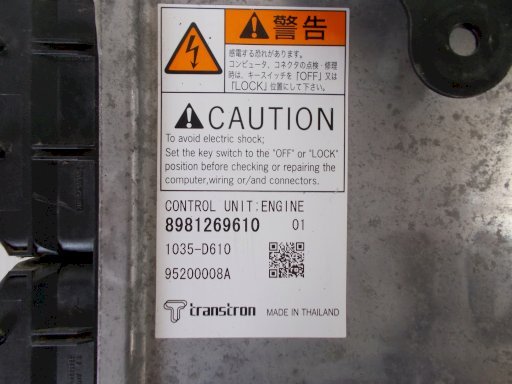 警告
感電する恐れがあります。
コンピュータ、コネクタの点検・修理
時は、キースイッチを「OFF」又は
「LOCK」位置にして下さい。
CAUTION
To avoid electric shock;
Set the key switch to the "OFF" or "LOCK"
position before checking or repairing the
computer,wiring or/and connectors.
CONTROL UNIT;ENGINE
8981269610 01
1035-D610
95200008A
transtron MADE IN THAILAND